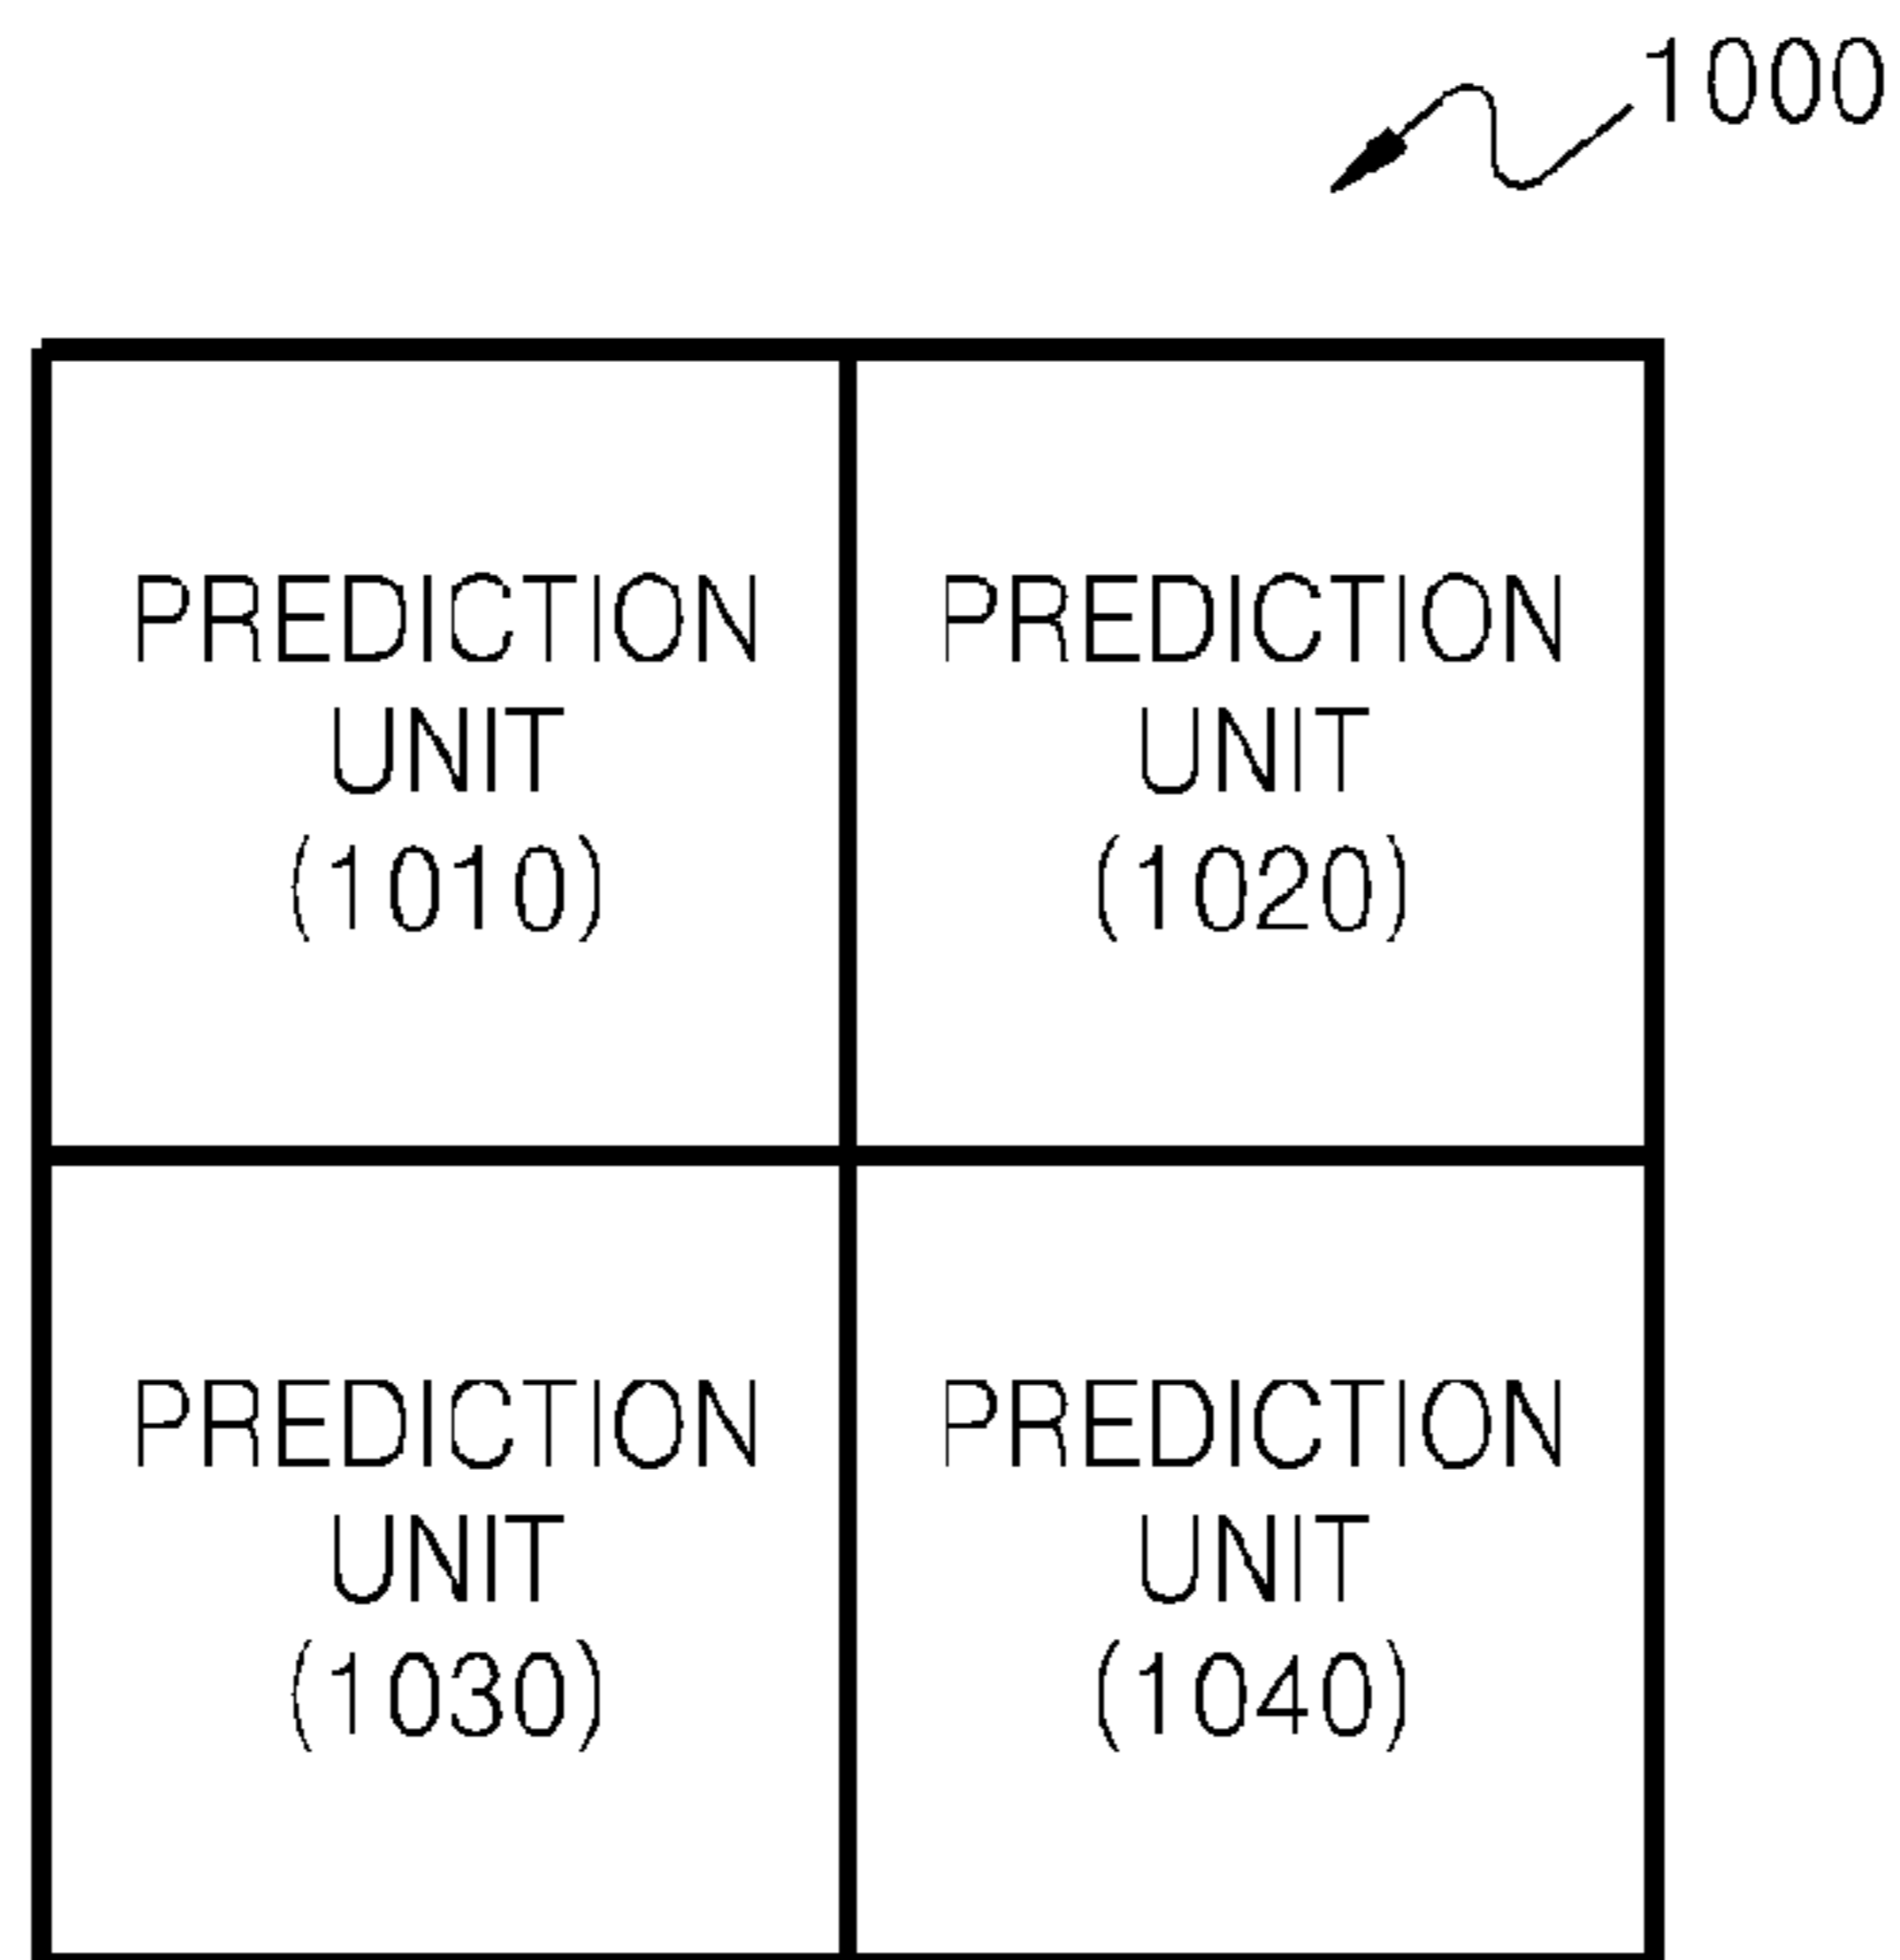 1000
PREDICTION
UNIT
(1010)
PREDICTION
UNIT
(1020)
PREDICTION
UNIT
(1030)
PREDICTION
UNIT
(1040)